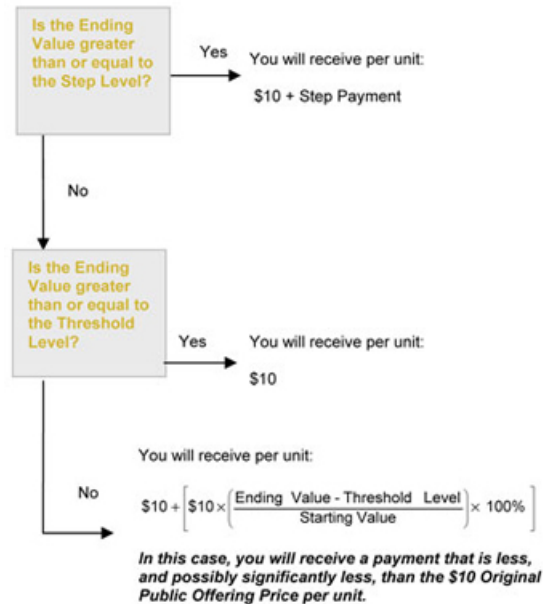 Is the Ending
Value greater
than or equal to
the Step Level?
Yes
You will receive per unit:
$10 + Step Payment
No
Is the Ending
Value greater
than or equal to
the Threshold
Level?
Yes
You will receive per unit:
$10
No
You will receive per unit:
$10 + [$10 × (Ending Value - Threshold Level / Starting Value) × 100%]
In this case, you will receive a payment that is less,
and possibly significantly less, than the $10 Original
Public Offering Price per unit.